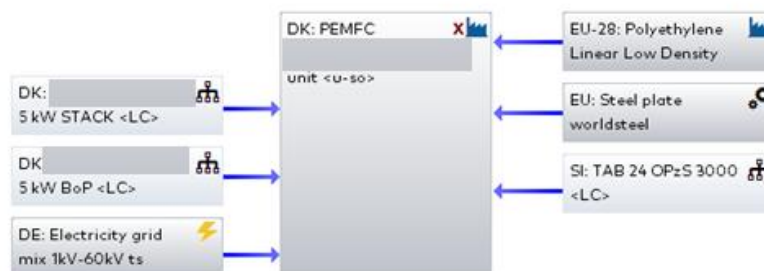 DK: PEMFC
unit <u-so>
DK:
5 kW STACK <LC>
DK
5 kW BoP <LC>
DE: Electricity grid
mix 1kV-60kV ts
EU-28: Polyethylene
Linear Low Density
EU: Steel plate
worldsteel
SI: TAB 24 OPzS 3000
<LC>